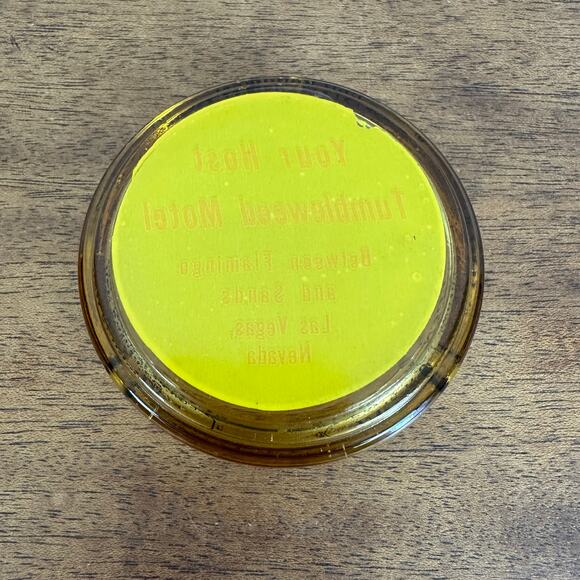 Your Host
Tumbleweed Motel
Between Flamingo
and Sands
Las Vegas,
Nevada